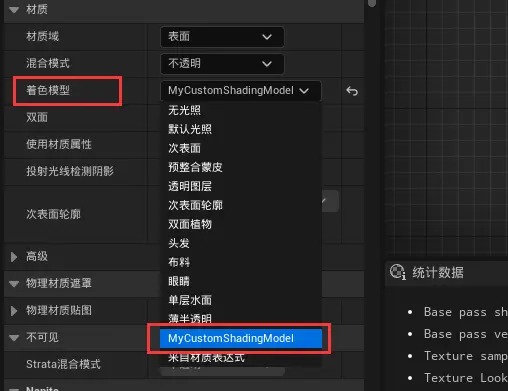 材质
材质域 表面
混合模式 不透明
着色模型 MyCustomShadingModel
双面 无光照
默认光照
使用材质属性 次表面
预整合蒙皮
投射光线检测阴影 透明图层
次表面轮廓 次表面轮廓
双面植物
头发
高级 布料
物理材质遮罩 眼睛
单层水面
物理材质贴图 薄半透明
不可见 MyCustomShadingModel
来自材质表达式
Strata混合模式
Nanite
统计数据
Base pass sh
Base pass ve
Texture samp
Texture Look